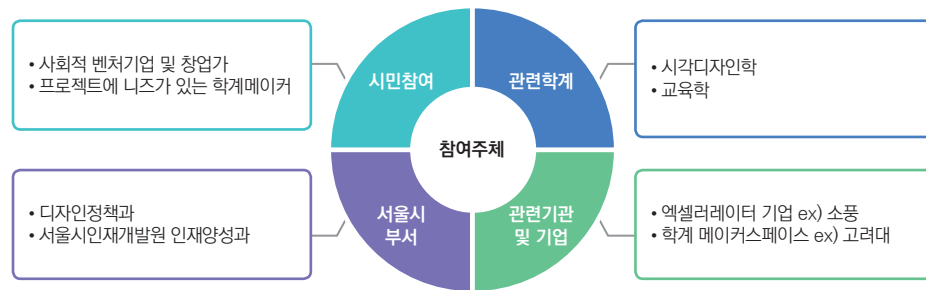 • 사회적 벤처기업 및 창업가
• 프로젝트에 니즈가 있는 학계메이커
시민참여
관련학계
• 시각디자인학
• 교육학
참여주체
• 디자인정책과
• 서울시인재개발원 인재양성과
서울시
부서
관련기관
및 기업
• 엑셀러레이터 기업 ex) 소풍
• 학계 메이커스페이스 ex) 고려대